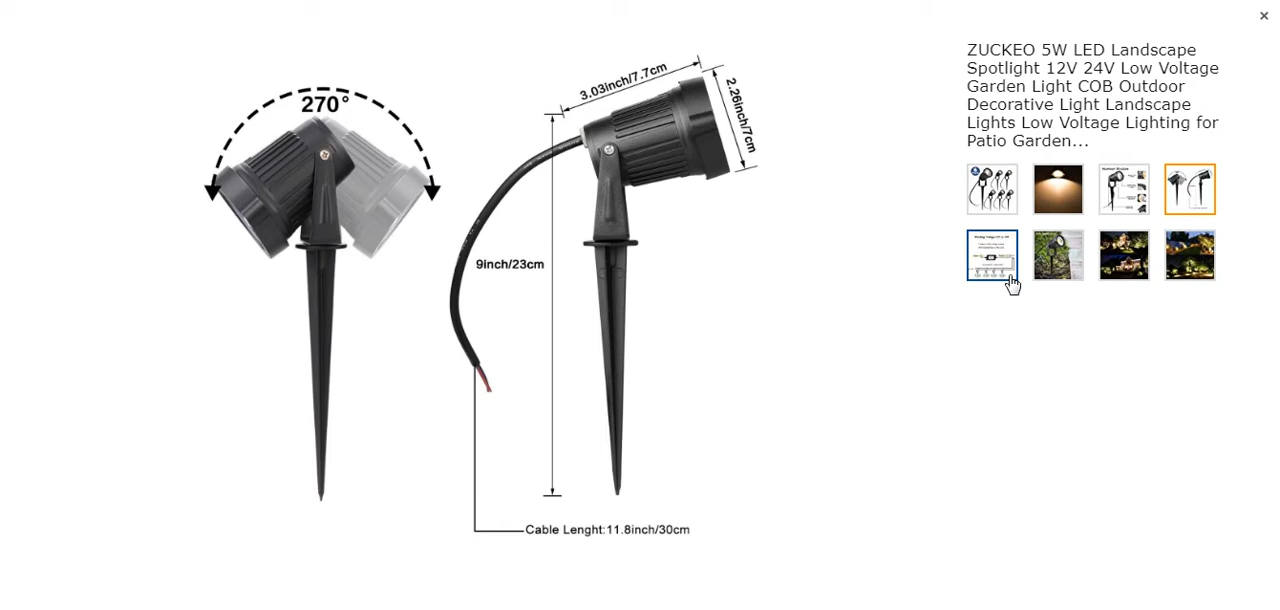 ZUCKEO 5W LED Landscape
Spotlight 12V 24V Low Voltage
Garden Light COB Outdoor
Decorative Light Landscape
Lights Low Voltage Lighting for
Patio Garden...
270°
3.03inch/7.7cm
2.26inch/7cm
9inch/23cm
Cable Lenght:11.8inch/30cm